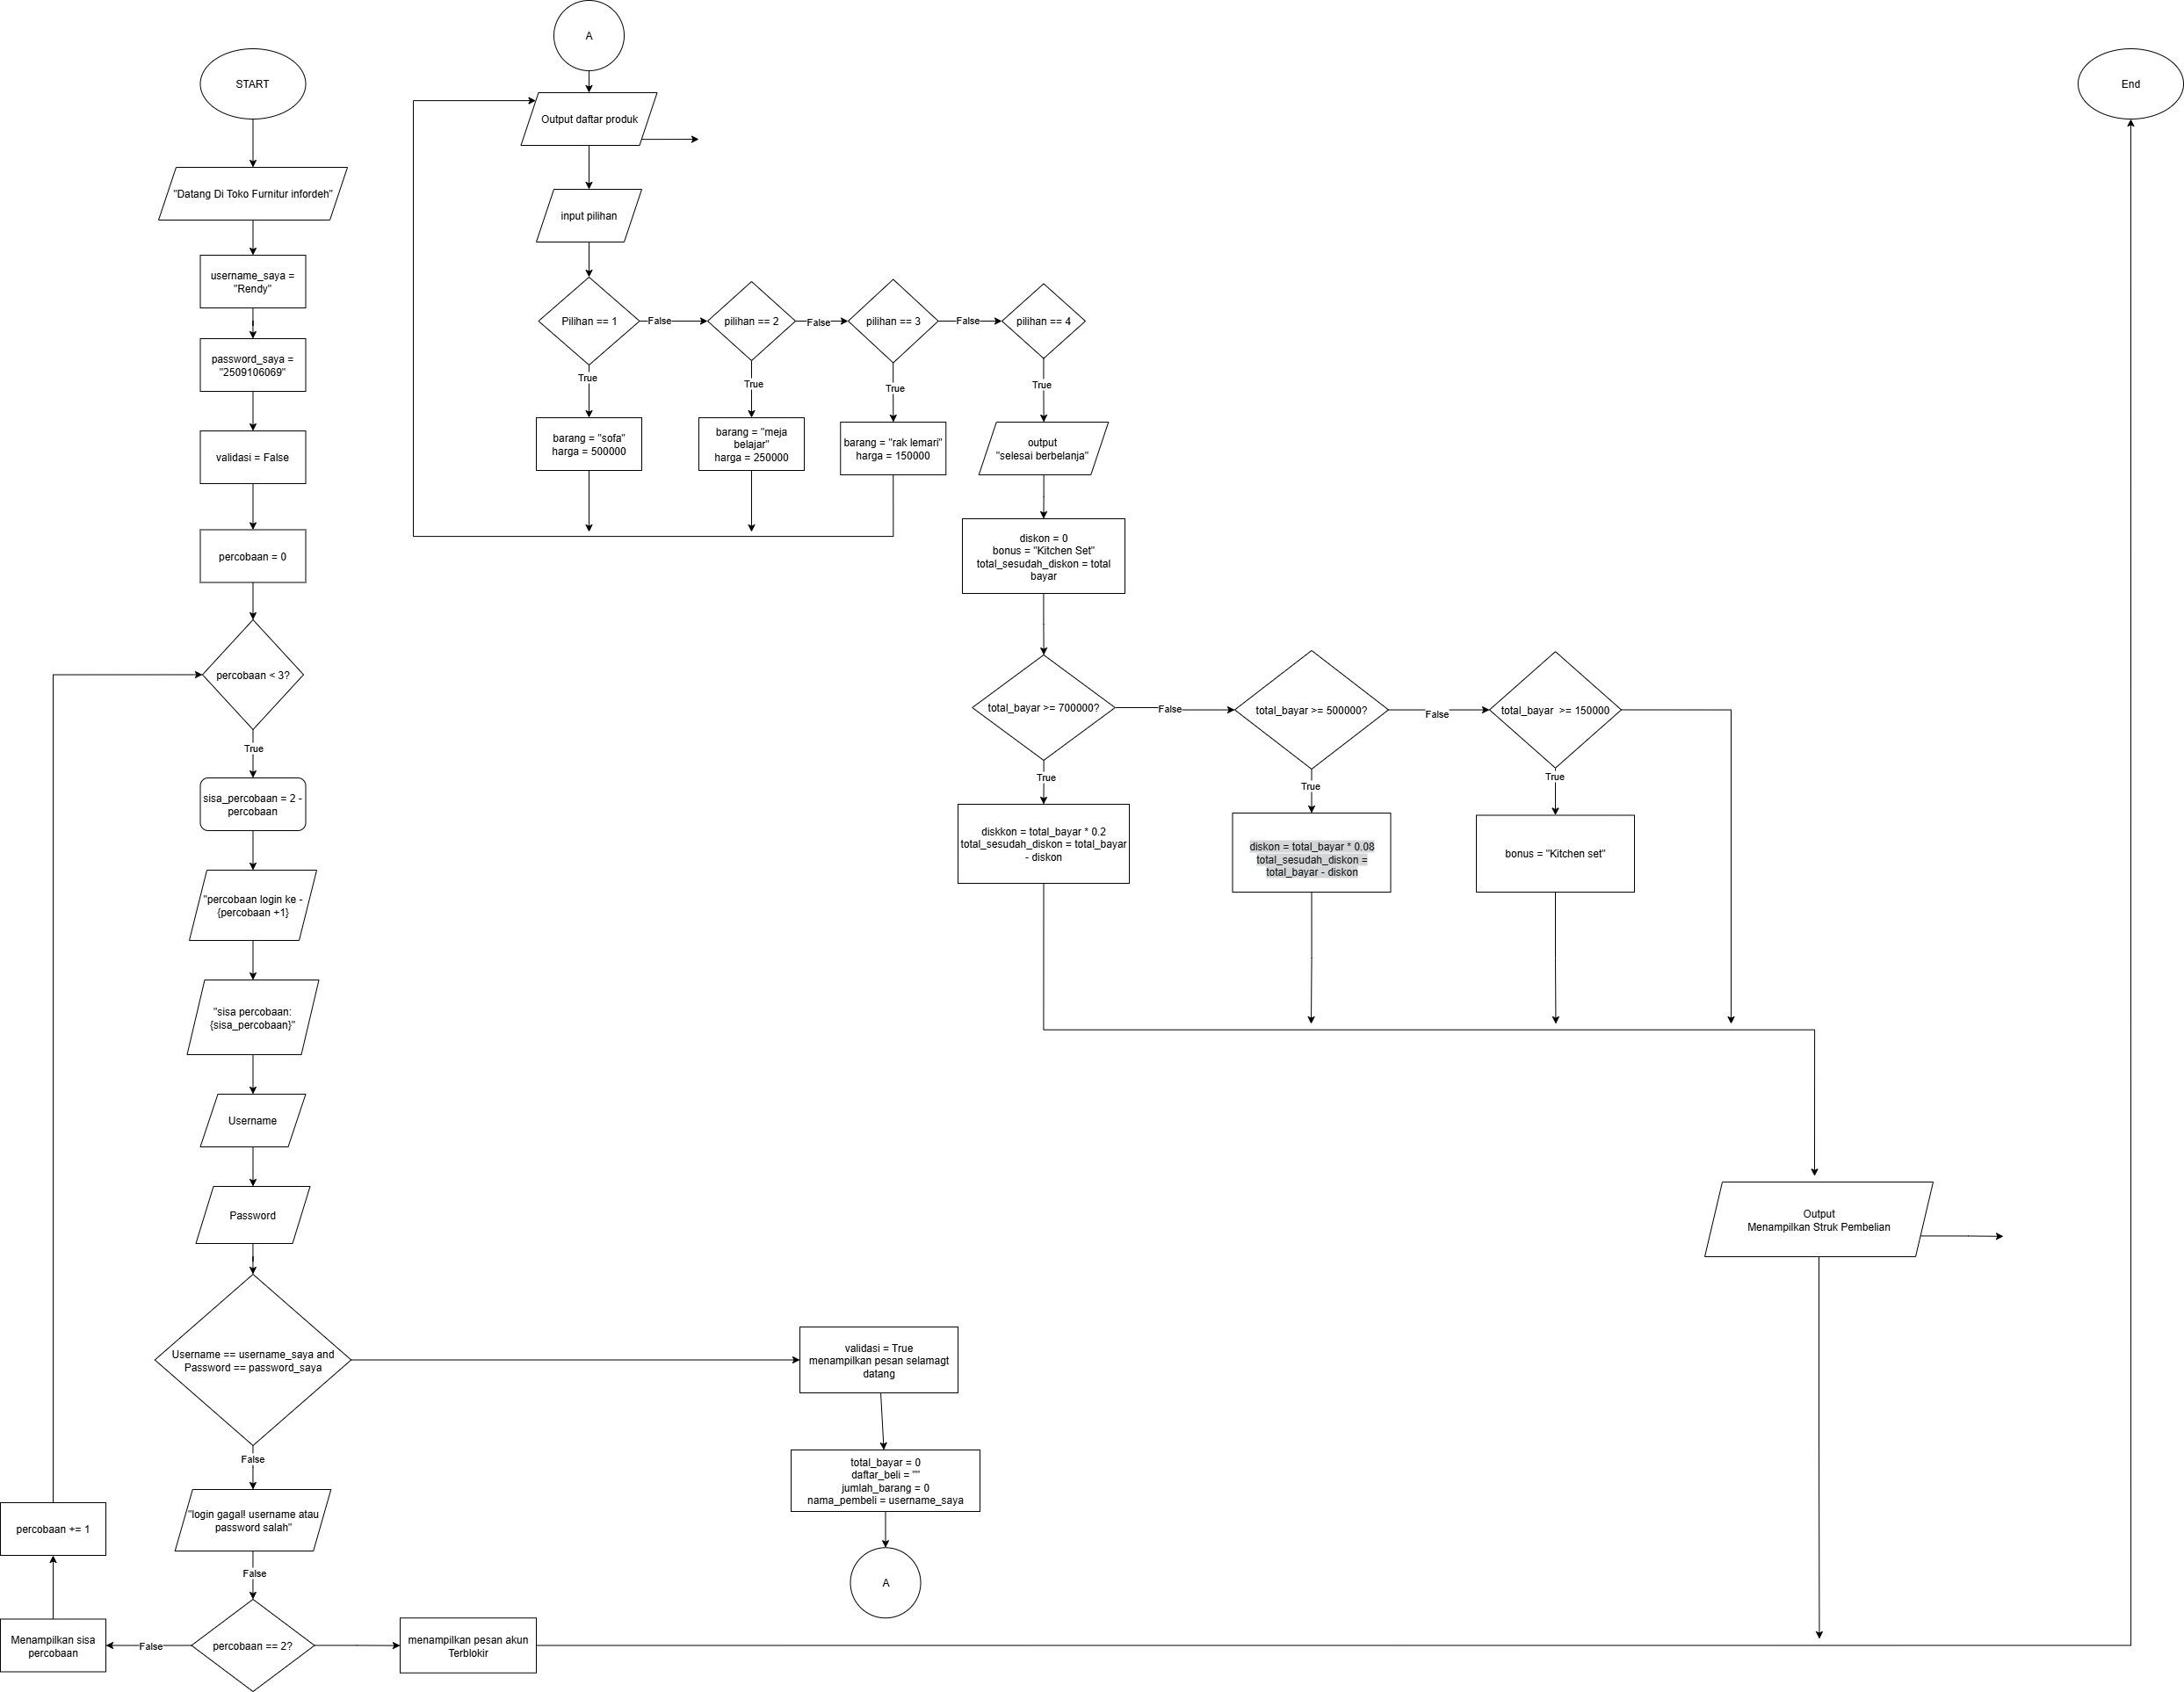 START
"Datang Di Toko Furnitur infordeh"
username_saya =
"Rendy"
password_saya =
"2509106069"
validasi = False
percobaan = 0
percobaan < 3?
True
sisa_percobaan = 2 -
percobaan
"percobaan login ke -
{percobaan +1}
"sisa percobaan:
{sisa_percobaan}"
Username
Password
Username == username_saya and
Password == password_saya
False
"login gagal! username atau
password salah"
False
percobaan == 2?
False
Menampilkan sisa
percobaan
percobaan += 1
menampilkan pesan akun
Terblokir
validasi = True
menampilkan pesan selamagt
datang
total_bayar = 0
daftar_beli = ""
jumlah_barang = 0
nama_pembeli = username_saya
A
A
Output daftar produk
input pilihan
Pilihan == 1
False
pilihan == 2
False
pilihan == 3
False
pilihan == 4
True
True
True
True
barang = "sofa"
harga = 500000
barang = "meja
belajar"
harga = 250000
barang = "rak lemari"
harga = 150000
output
"selesai berbelanja"
diskon = 0
bonus = "Kitchen Set"
total_sesudah_diskon = total
bayar
total_bayar >= 700000?
False
total_bayar >= 500000?
False
total_bayar >= 150000
True
True
True
diskkon = total_bayar * 0.2
total_sesudah_diskon = total_bayar
- diskon
diskon = total_bayar * 0.08
total_sesudah_diskon =
total_bayar - diskon
bonus = "Kitchen set"
Output
Menampilkan Struk Pembelian
End